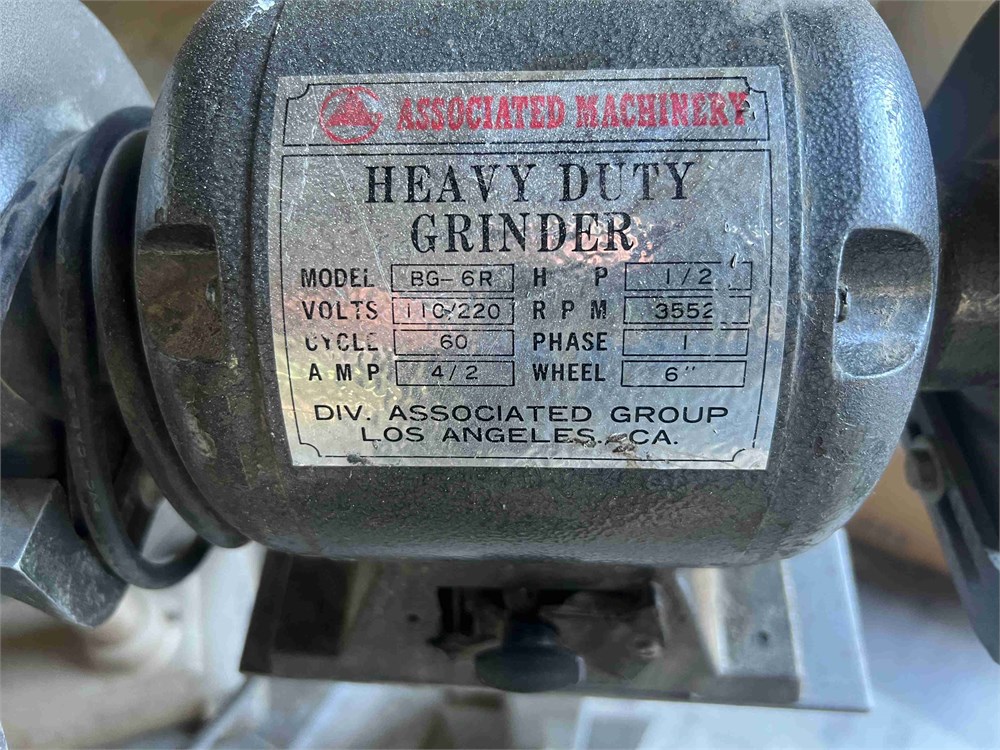 ASSOCIATED MACHINERY
HEAVY DUTY
GRINDER
MODEL BG-6R H P 1/2
VOLTS 110/220 R P M 3552
CYCLE 60 PHASE 1
A M P 4/2 WHEEL 6"
DIV. ASSOCIATED GROUP
LOS ANGELES. CA.